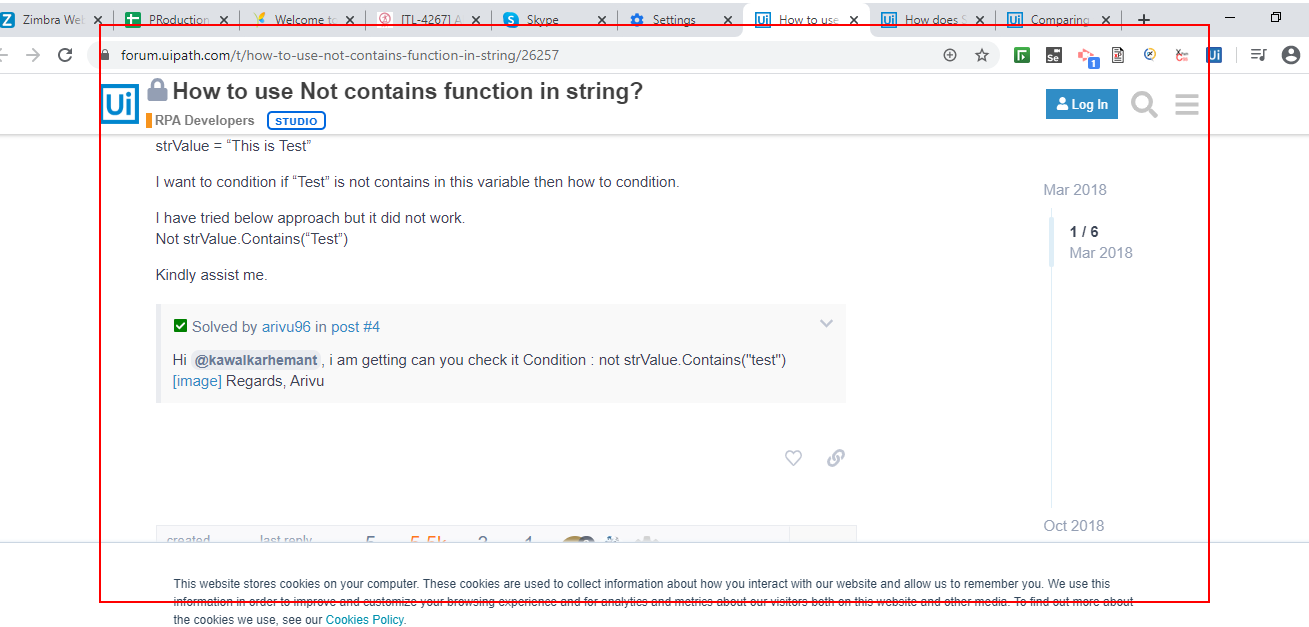 Zimbra Web
PRoduction
Welcome to
[TL-4267] A
Skype
Settings
How to use
How does S
Comparing
forum.uipath.com/t/how-to-use-not-contains-function-in-string/26257
Se
1
Ui
Ui
How to use Not contains function in string?
RPA Developers STUDIO
Log In
strValue = “This is Test”
I want to condition if “Test” is not contains in this variable then how to condition.
I have tried below approach but it did not work.
Not strValue.Contains(“Test”)
Kindly assist me.
Solved by arivu96 in post #4
Hi @kawalkarhemant , i am getting can you check it Condition : not strValue.Contains("test")
[image] Regards, Arivu
Mar 2018
1 / 6
Mar 2018
Oct 2018
created last reply
This website stores cookies on your computer. These cookies are used to collect information about how you interact with our website and allow us to remember you. We use this
information in order to improve and customize your browsing experience and for analytics and metrics about our visitors both on this website and other media. To find out more about
the cookies we use, see our Cookies Policy.